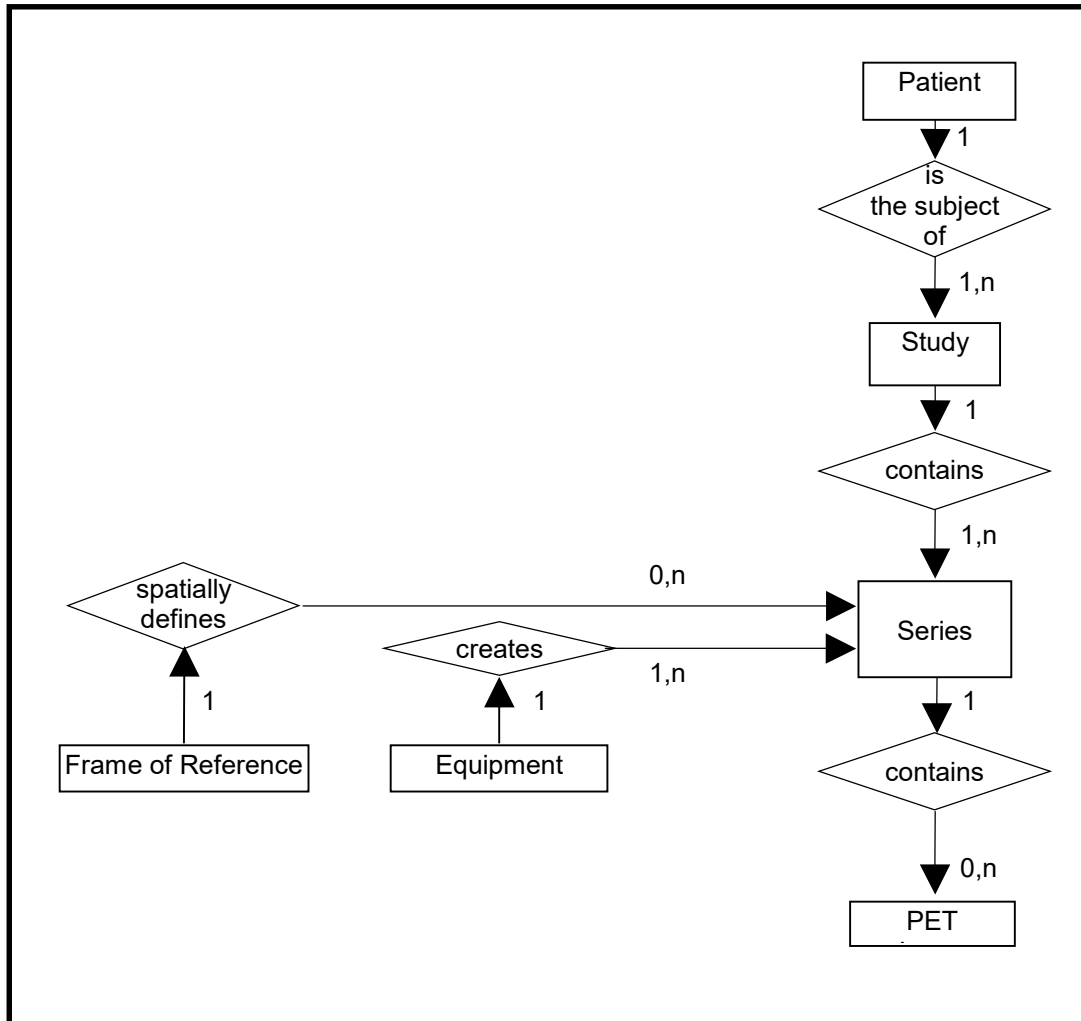 Patient
1
is
the subject
of
1,n
Study
1
contains
1,n
spatially
defines
0,n
Series
creates
1,n
1
1
1
Frame of Reference
Equipment
contains
0,n
PET